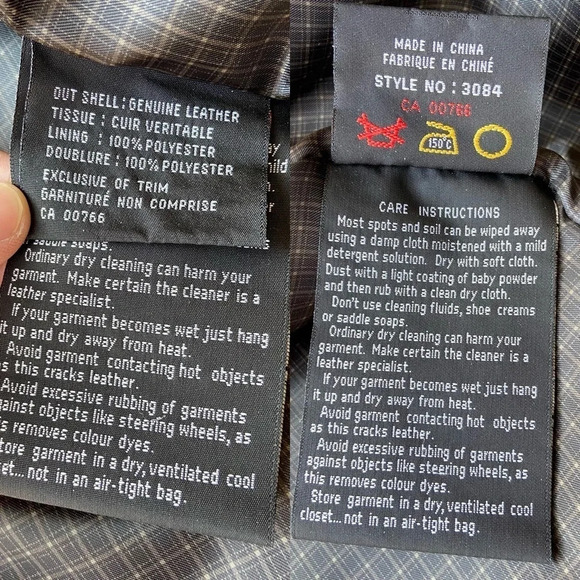 OUT SHELL: GENUINE LEATHER
TISSUE : CUIR VERITABLE
LINING : 100% POLYESTER
DOUBLURE : 100% POLYESTER
EXCLUSIVE OF TRIM
GARNITURE NON COMPRISE
CA 00766
saddle soaps.
Ordinary dry cleaning can harm your
garment. Make certain the cleaner is a
leather specialist.
If your garment becomes wet just hang
it up and dry away from heat.
Avoid garment contacting hot objects
as this cracks leather.
Avoid excessive rubbing of garments
against objects like steering wheels, as
this removes colour dyes.
Store garment in a dry, ventilated cool
closet... not in an air-tight bag.
MADE IN CHINA
FABRIQUE EN CHINÉ
STYLE NO : 3084
CA 00766
150°C
CARE INSTRUCTIONS
Most spots and soil can be wiped away
using a damp cloth moistened with a mild
detergent solution. Dry with soft cloth.
Dust with a light coating of baby powder
and then rub with a clean dry cloth.
Don't use cleaning fluids, shoe creams
or saddle soaps.
Ordinary dry cleaning can harm your
garment. Make certain the cleaner is a
leather specialist.
If your garment becomes wet just hang
it up and dry away from heat.
Avoid garment contacting hot objects
as this cracks leather.
Avoid excessive rubbing of garments
against objects like steering wheels, as
this removes colour dyes.
Store garment in a dry, ventilated cool
closet... not in an air-tight bag.